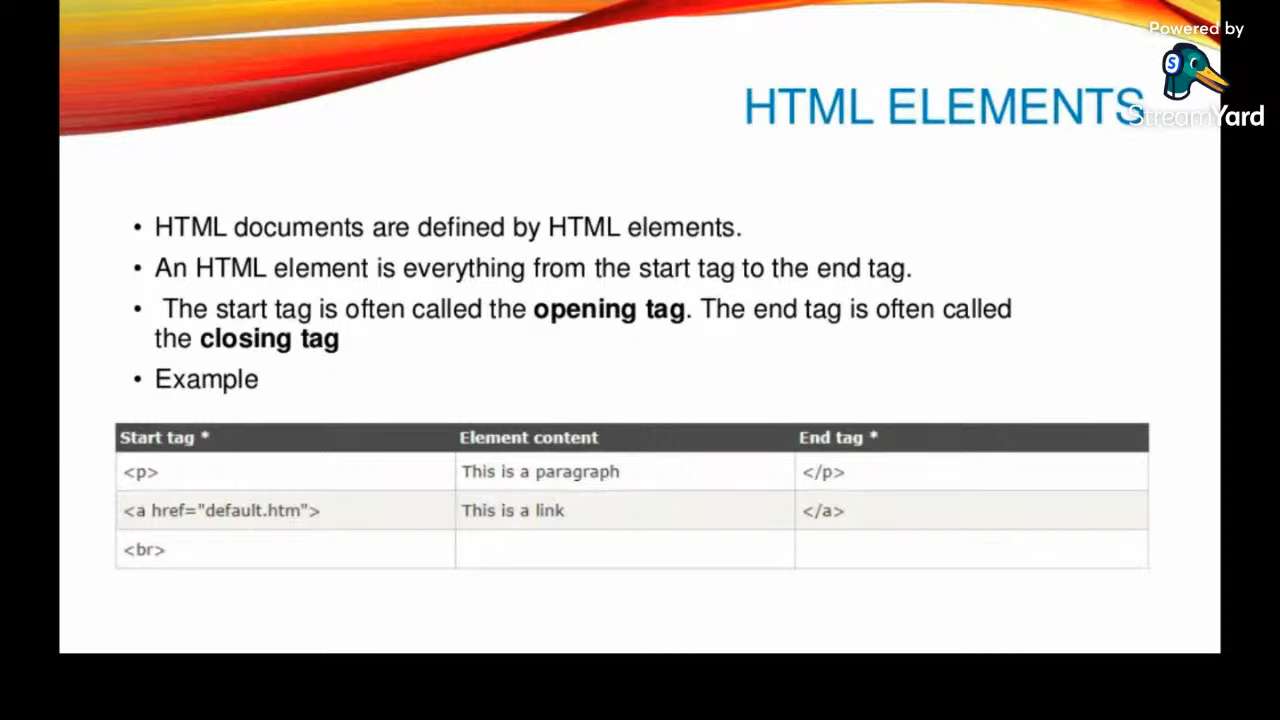 Powered by
S
StreamYard
HTML ELEMENTS
• HTML documents are defined by HTML elements.
• An HTML element is everything from the start tag to the end tag.
• The start tag is often called the opening tag. The end tag is often called
the closing tag
• Example
Start tag * Element content End tag *
<p> This is a paragraph </p>
<a href="default.htm"> This is a link </a>
<br>